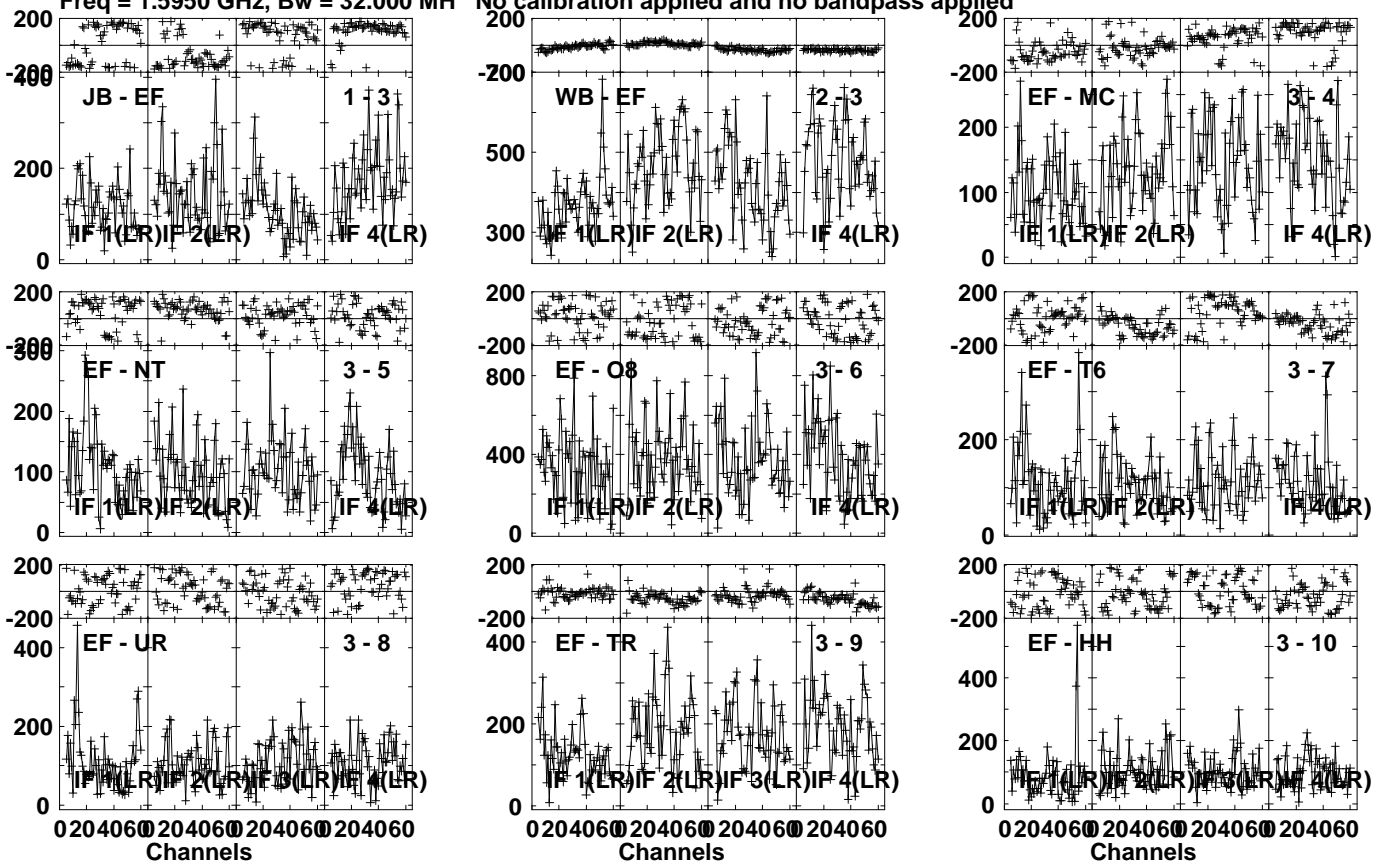 Freq = 1.5950 GHz, Bw = 32.000 MH No calibration applied and no bandpass applied
200
-200
400
200
0
JB - EF 1 - 3
IF 1(LR) IF 2(LR) IF 4(LR)
200
-200
500
300
WB - EF 2 - 3
IF 1(LR) IF 2(LR) IF 4(LR)
200
-200
200
100
0
EF - MC 3 - 4
IF 1(LR) IF 2(LR) IF 4(LR)
200
-200
300
200
100
0
EF - NT 3 - 5
IF 1(LR) IF 2(LR) IF 4(LR)
200
-200
800
400
0
EF - O8 3 - 6
IF 1(LR) IF 2(LR) IF 4(LR)
200
-200
200
0
EF - T6 3 - 7
IF 1(LR) IF 2(LR) IF 4(LR)
200
-200
400
200
0
EF - UR 3 - 8
IF 1(LR) IF 2(LR) IF 3(LR) IF 4(LR)
0 20 40 60 0 20 40 60 0 20 40 60 0 20 40 60
Channels
200
-200
400
200
0
EF - TR 3 - 9
IF 1(LR) IF 2(LR) IF 3(LR) IF 4(LR)
0 20 40 60 0 20 40 60 0 20 40 60 0 20 40 60
Channels
200
-200
400
200
0
EF - HH 3 - 10
IF 1(LR) IF 2(LR) IF 3(LR) IF 4(LR)
0 20 40 60 0 20 40 60 0 20 40 60 0 20 40 60
Channels